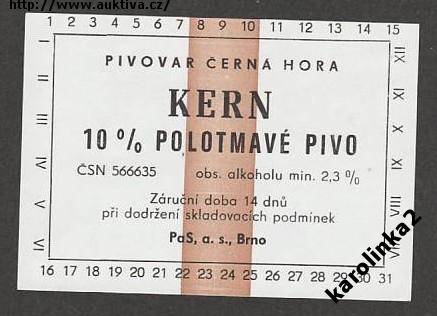 http://www.auktiva.cz/
1 2 3 4 5 6 7 8 9 10 11 12 13 14 15
I II III IV V VI
PIVOVAR ČERNÁ HORA
KERN
10 % POLOTMAVÉ PIVO
ČSN 566635 obs. alkoholu min. 2,3 %
Záruční doba 14 dnů
při dodržení skladovacích podmínek
PaS, a. s., Brno
XII XI X IX VIII
16 17 18 19 20 21 22 23 24 25 26 27 28 29 30 31
karolinka2